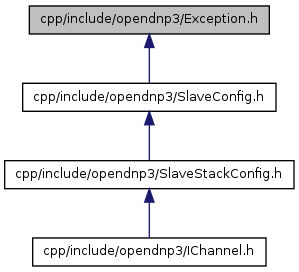 cpp/include/opendnp3/Exception.h
cpp/include/opendnp3/SlaveConfig.h
cpp/include/opendnp3/SlaveStackConfig.h
cpp/include/opendnp3/IChannel.h